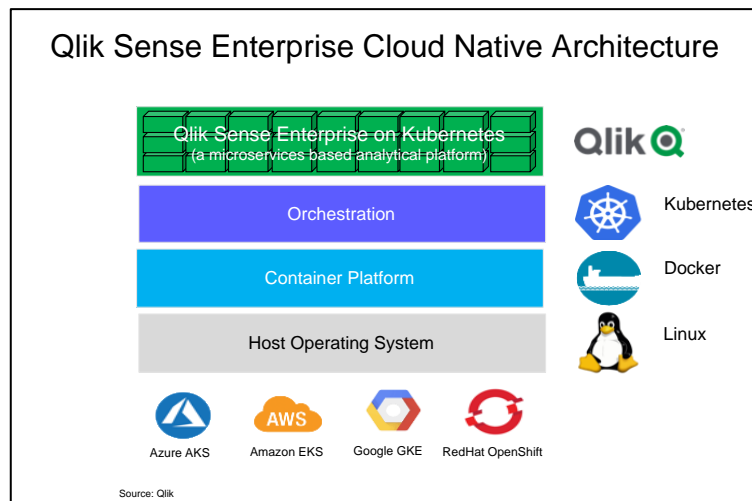 Qlik Sense Enterprise Cloud Native Architecture
Qlik Sense Enterprise on Kubernetes
(a microservices based analytical platform)
Qlik
Orchestration
Kubernetes
Container Platform
Docker
Host Operating System
Linux
AWS
Azure AKS
Amazon EKS
Google GKE
RedHat OpenShift
Source: Qlik